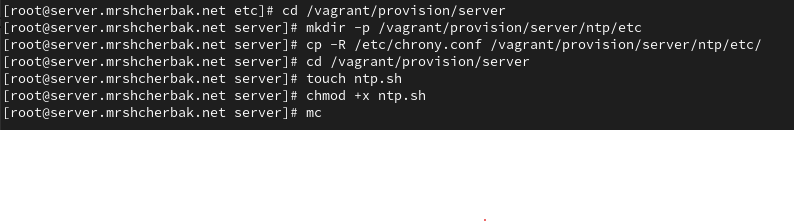 [root@server.mrshcherbak.net etc]# cd /vagrant/provision/server
[root@server.mrshcherbak.net server]# mkdir -p /vagrant/provision/server/ntp/etc
[root@server.mrshcherbak.net server]# cp -R /etc/chrony.conf /vagrant/provision/server/ntp/etc/
[root@server.mrshcherbak.net server]# cd /vagrant/provision/server
[root@server.mrshcherbak.net server]# touch ntp.sh
[root@server.mrshcherbak.net server]# chmod +x ntp.sh
[root@server.mrshcherbak.net server]# mc